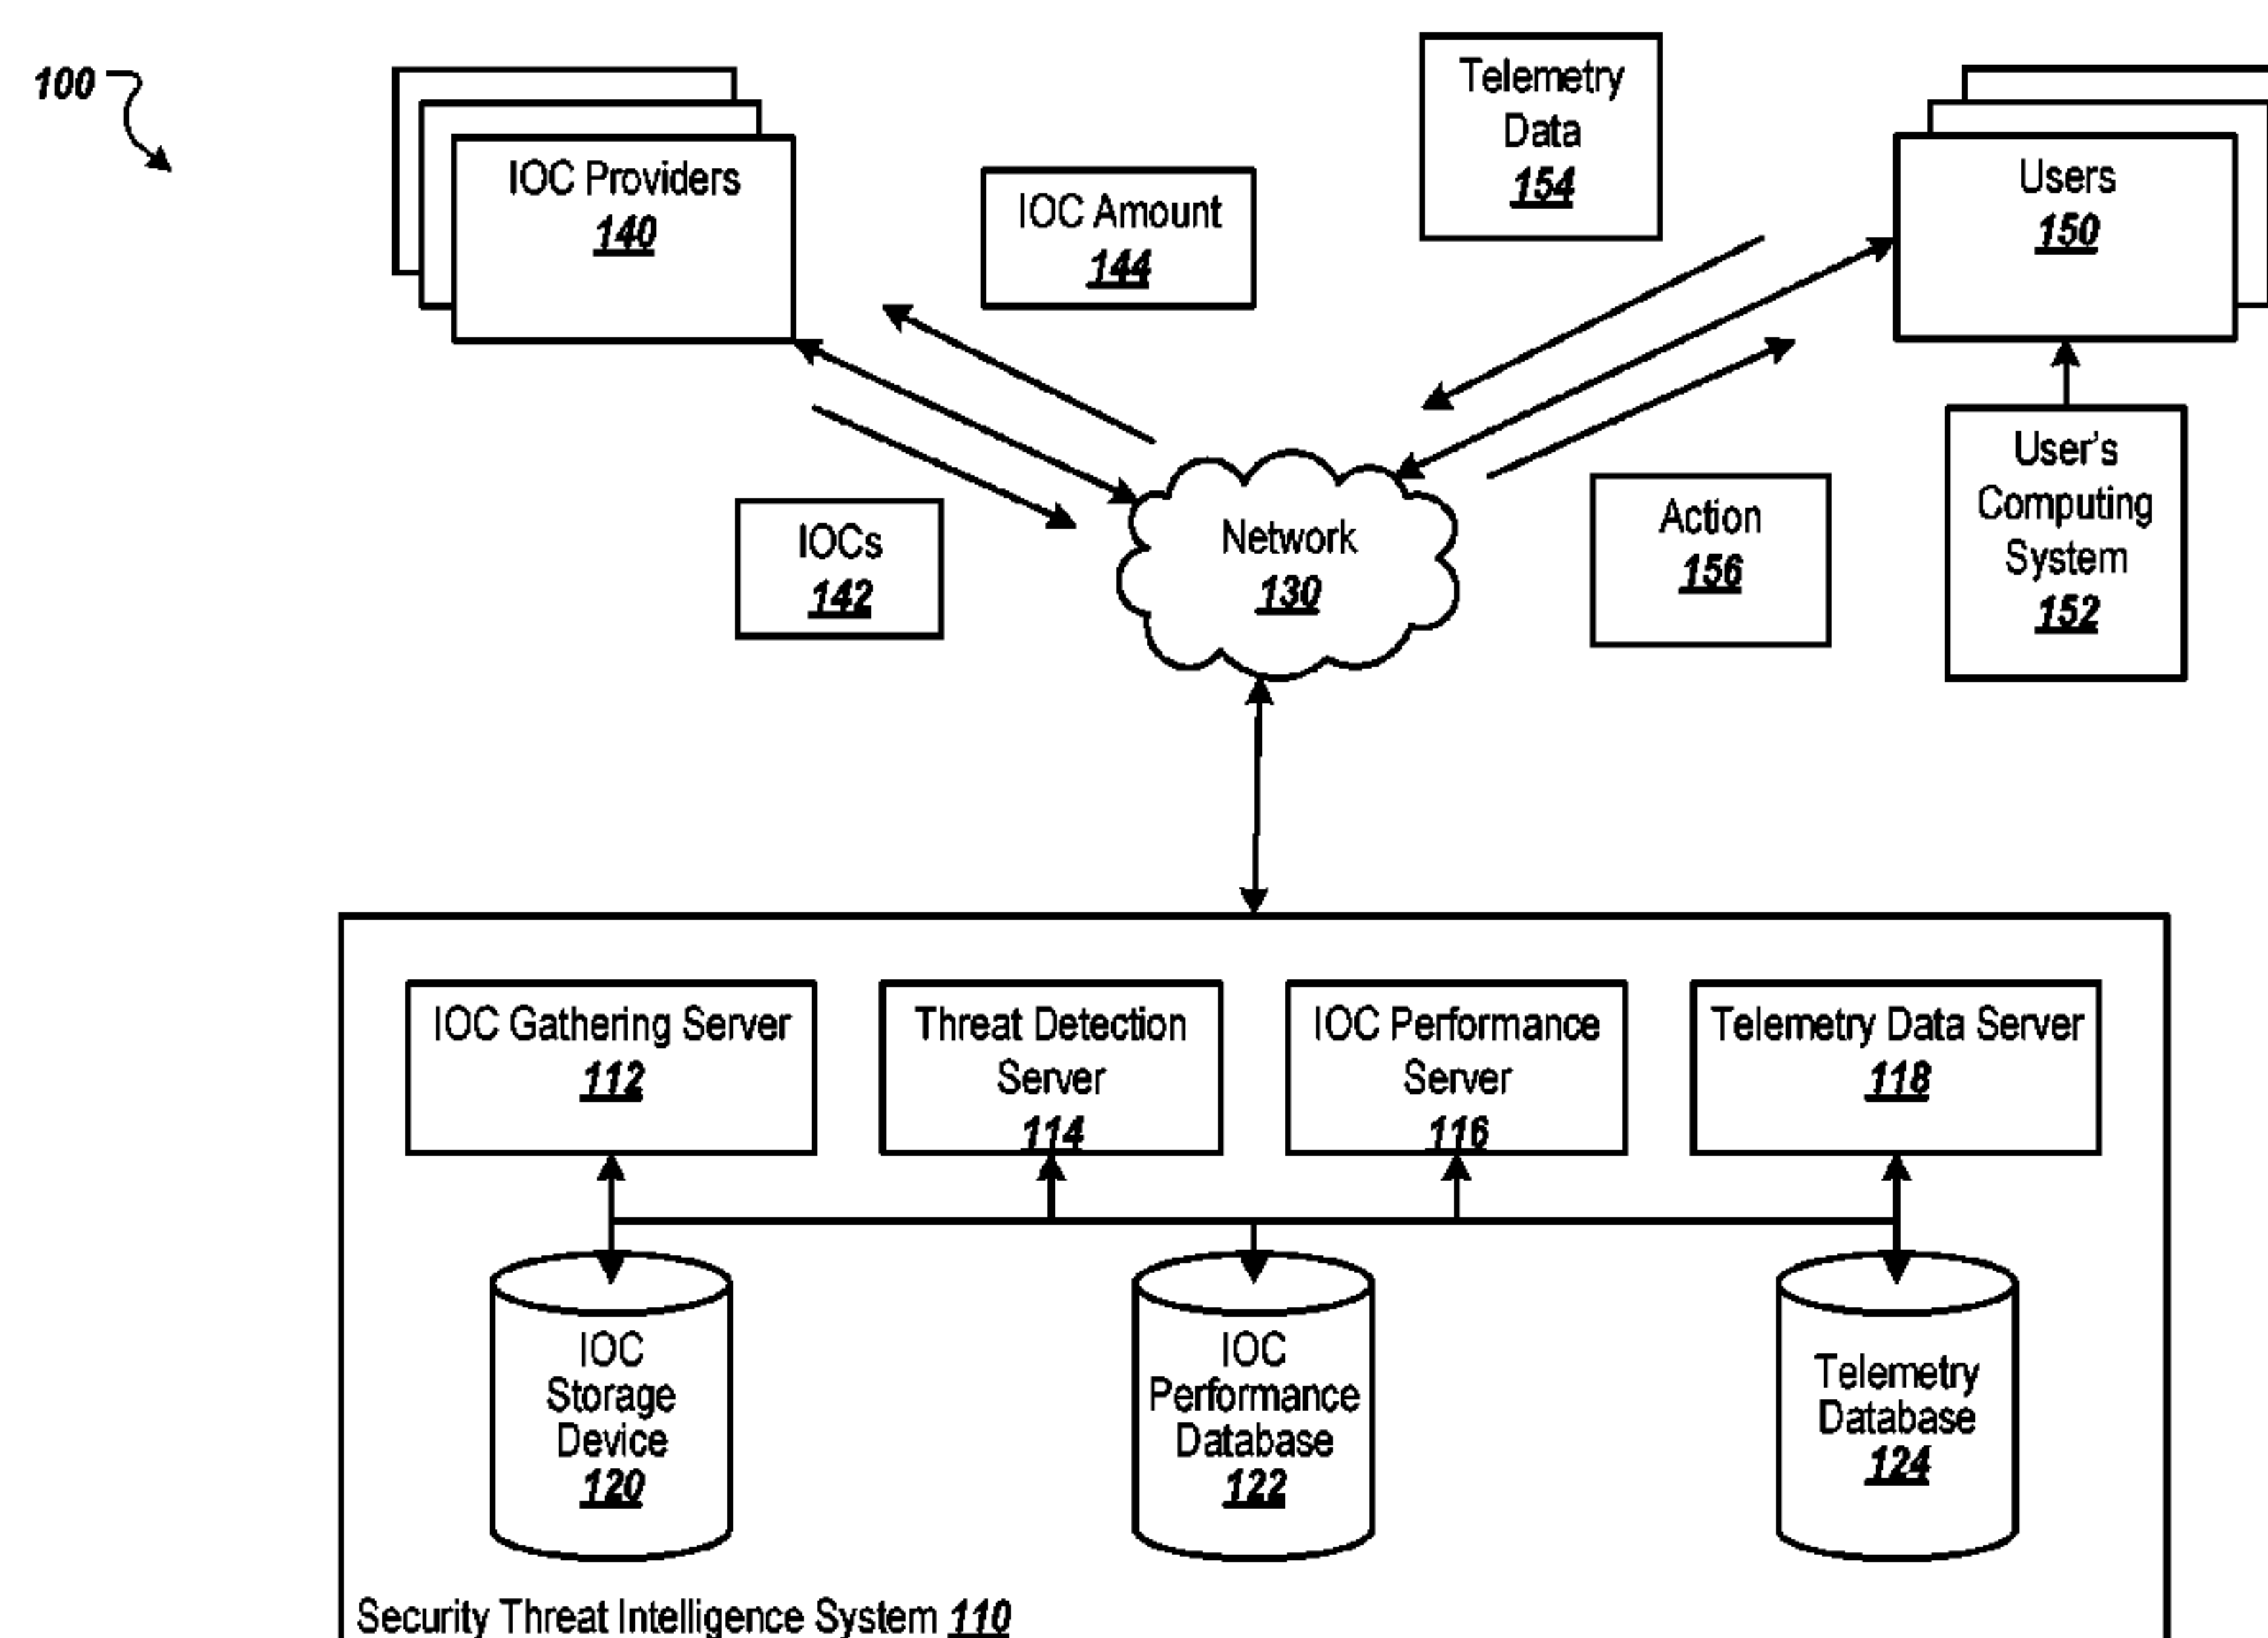 100
IOC Providers
140
IOC Amount
144
Telemetry
Data
154
Users
150
IOCs
142
Network
130
Action
156
User's
Computing
System
152
IOC Gathering Server
112
Threat Detection
Server
114
IOC Performance
Server
116
Telemetry Data Server
118
IOC
Storage
Device
120
IOC
Performance
Database
122
Telemetry
Database
124
Security Threat Intelligence System 110